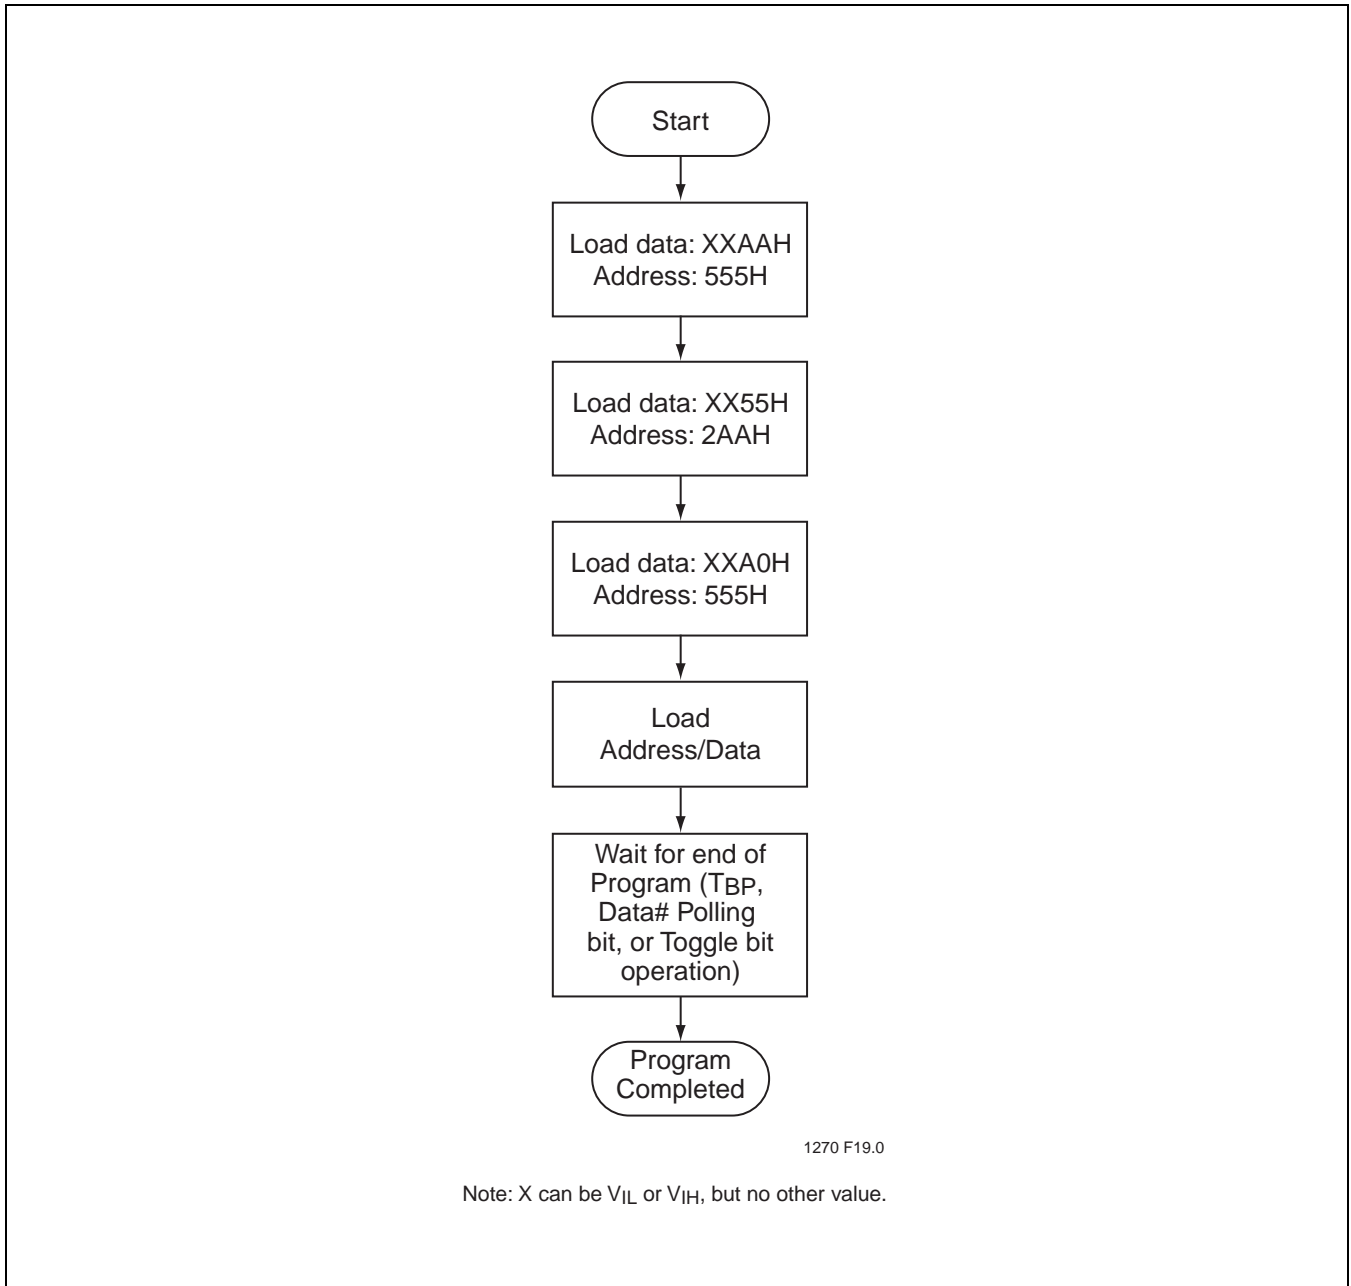 Start
Load data: XXAAH
Address: 555H
Load data: XX55H
Address: 2AAH
Load data: XXA0H
Address: 555H
Load
Address/Data
Wait for end of
Program (TBP,
Data# Polling
bit, or Toggle bit
operation)
Program
Completed
1270 F19.0
Note: X can be VIL or VIH, but no other value.